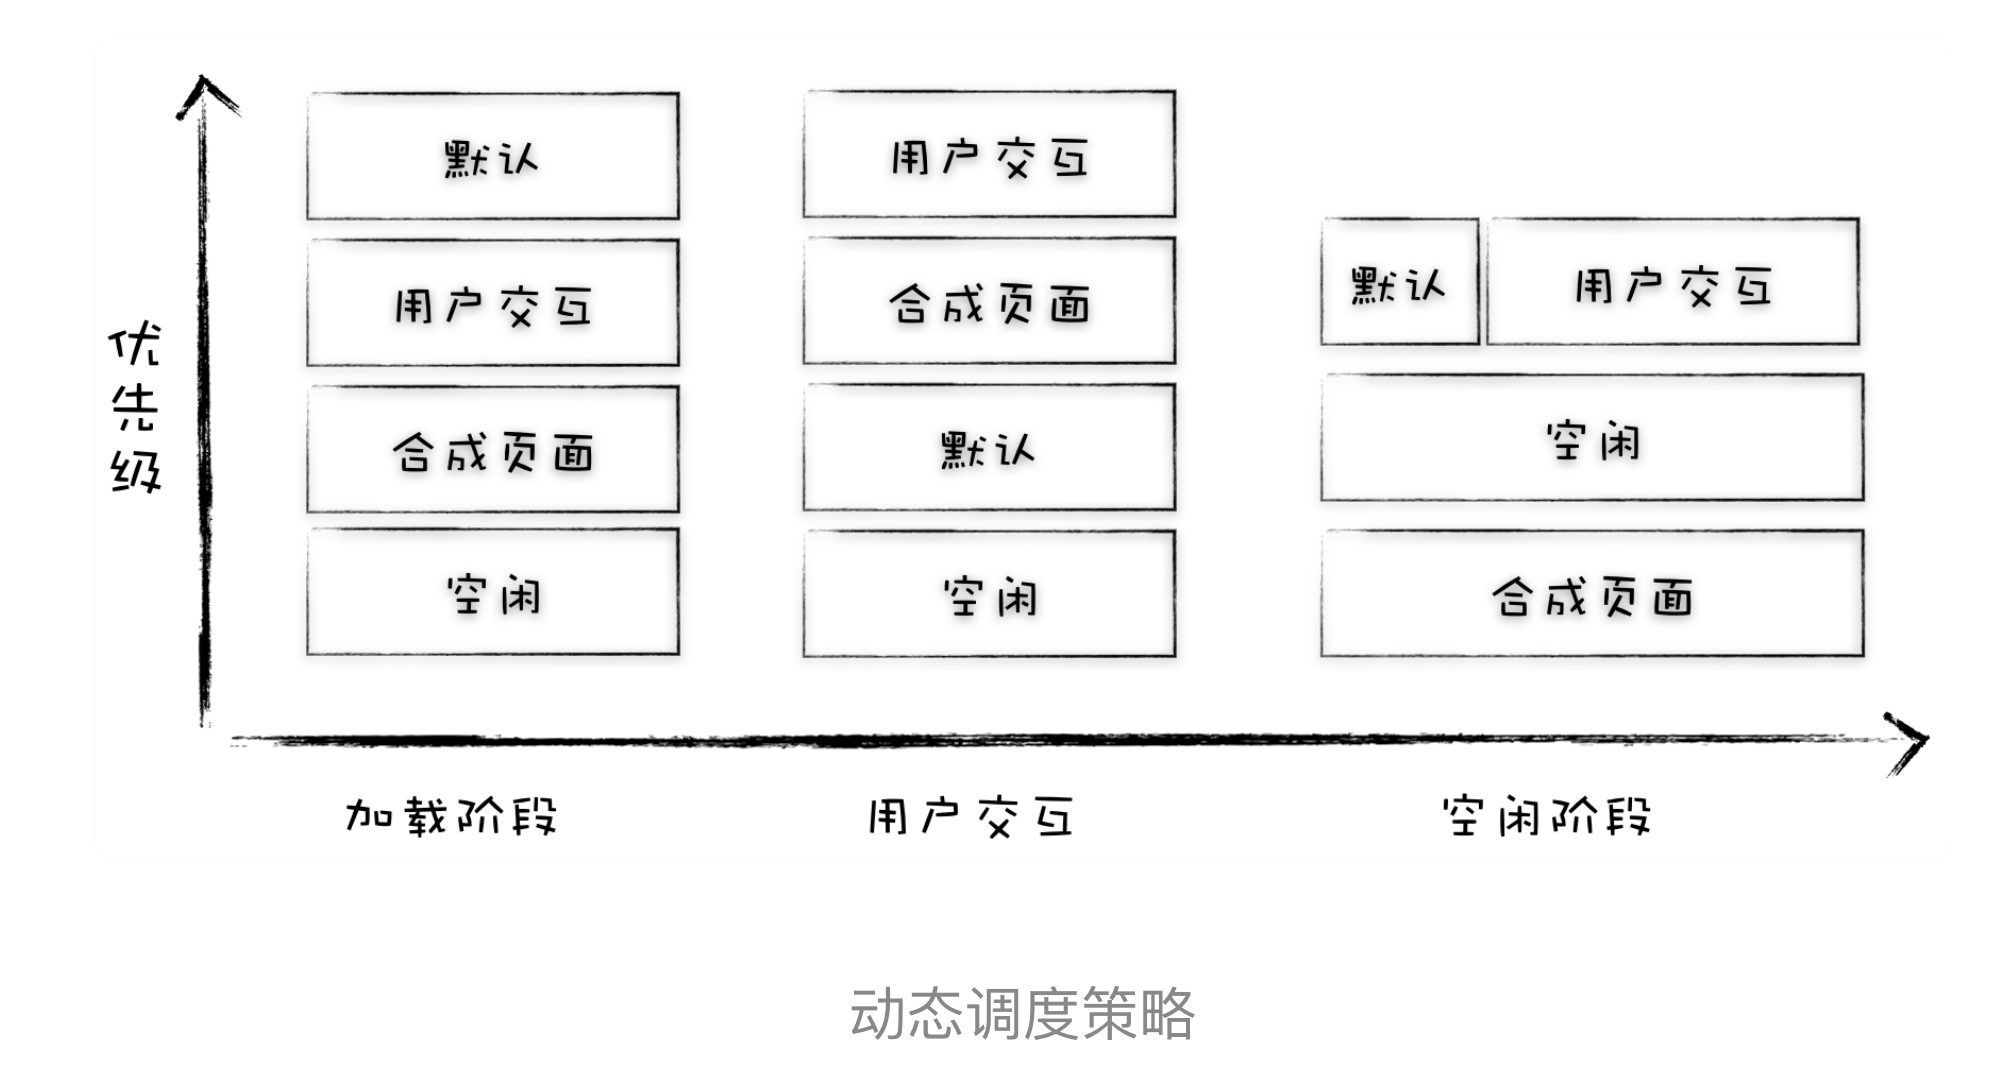 优先级
默认
用户交互
合成页面
空闲
用户交互
合成页面
默认
空闲
默认 用户交互
空闲
合成页面
加载阶段 用户交互 空闲阶段
动态调度策略